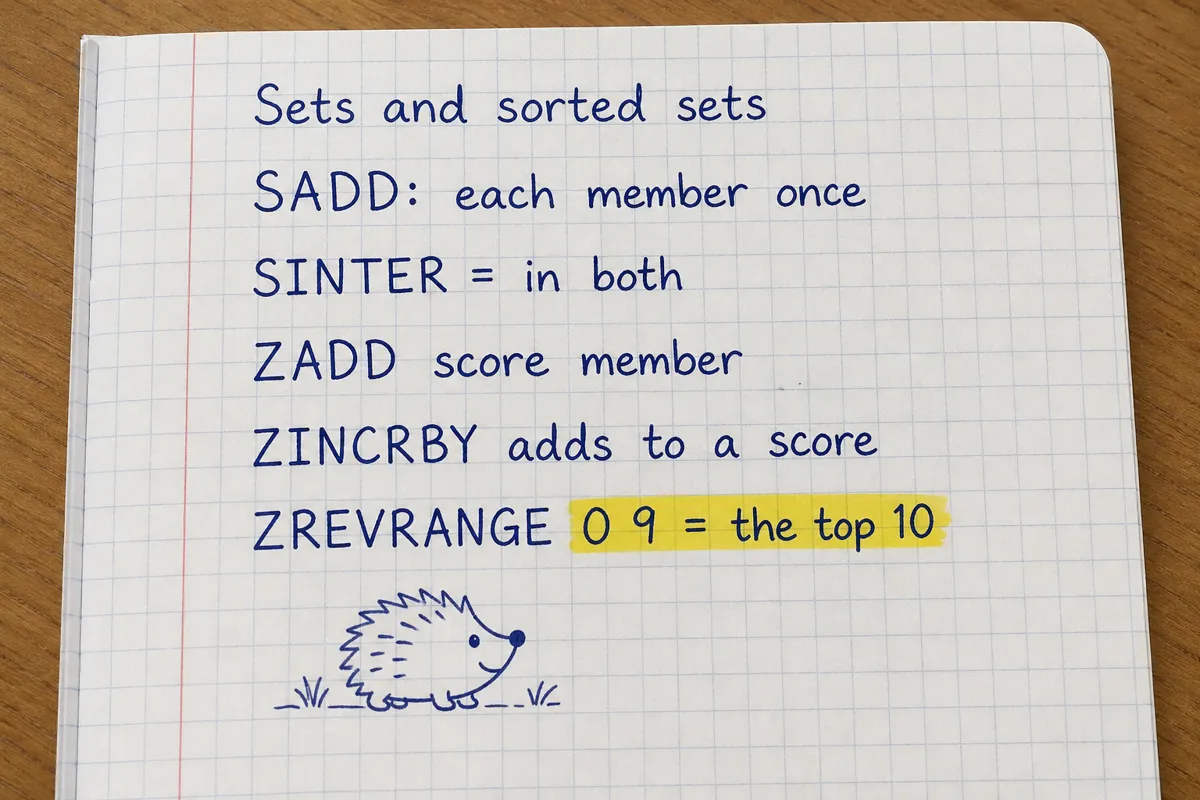 Sets and sorted sets
SADD: each member once
SINTER = in both
ZADD score member
ZINCRBY adds to a score
ZREVRANGE 0 9 = the top 10